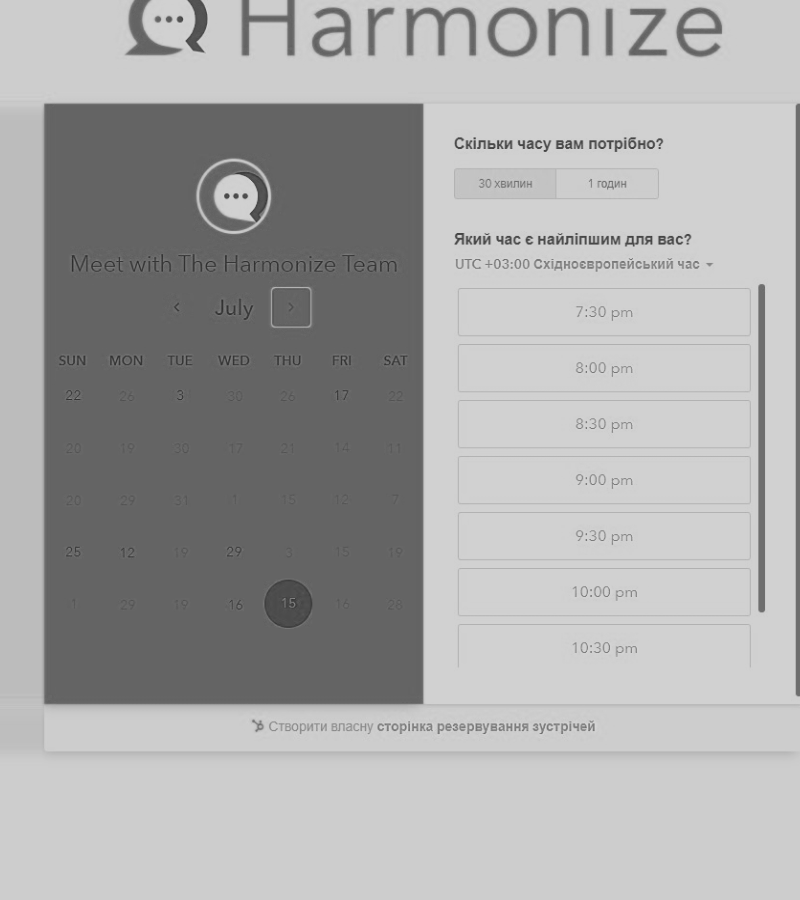 Harmonize
Meet with The Harmonize Team
July
SUN MON TUE WED THU FRI SAT
22 26 3 30 26 17 22
20 19 30 17 21 14 11
20 29 31 1 15 12 7
25 12 19 29 3 15 19
1 29 19 16 15 16 28
Скільки часу вам потрібно?
30 хвилин 1 годин
Який час є найліпшим для вас?
UTC +03:00 Східноєвропейський час
7:30 pm
8:00 pm
8:30 pm
9:00 pm
9:30 pm
10:00 pm
10:30 pm
Створити власну сторінка резервування зустрічей